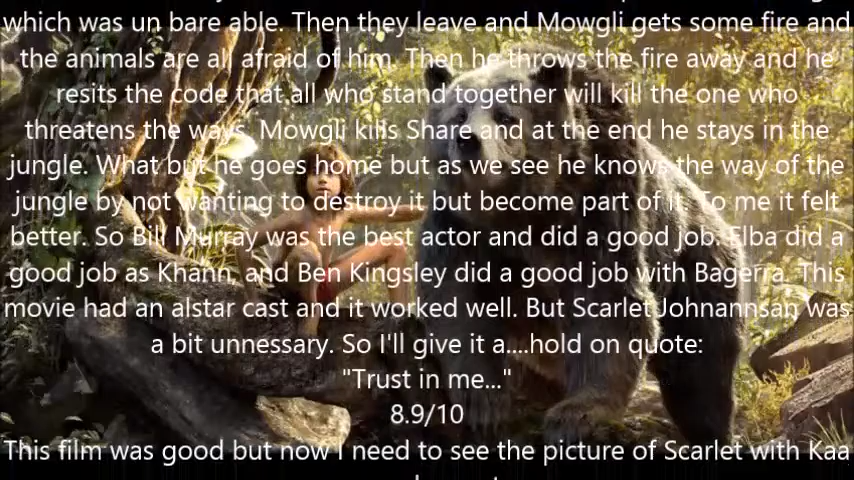 which was un bare able. Then they leave and Mowgli gets some fire and
the animals are all afraid of him. Then he throws the fire away and he
resits the code that all who stand together will kill the one who
threatens the ways. Mowgli kills Share and at the end he stays in the
jungle. What but he goes home but as we see he knows the way of the
jungle by not wanting to destroy it but become part of it. To me it felt
better. So Bill Murray was the best actor and did a good job. Elba did a
good job as Khann, and Ben Kingsley did a good job with Bagerra. This
movie had an alstar cast and it worked well. But Scarlet Johnannsan was
a bit unnessary. So I'll give it a....hold on quote:
"Trust in me..."
8.9/10
This film was good but now I need to see the picture of Scarlet with Kaa